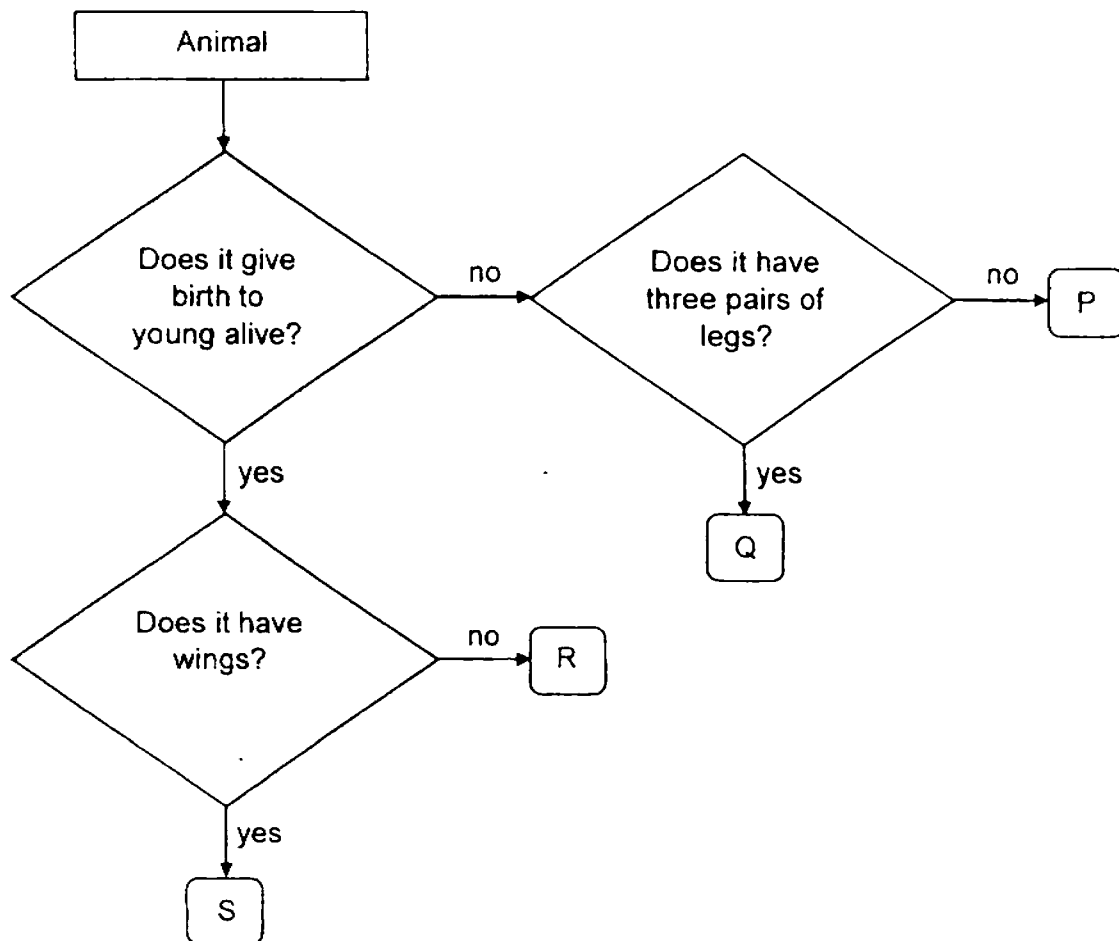 Animal
Does it give
birth to
young alive?
no
Does it have
three pairs of
legs?
no
P
yes
yes
Q
Does it have
wings?
no
R
yes
S